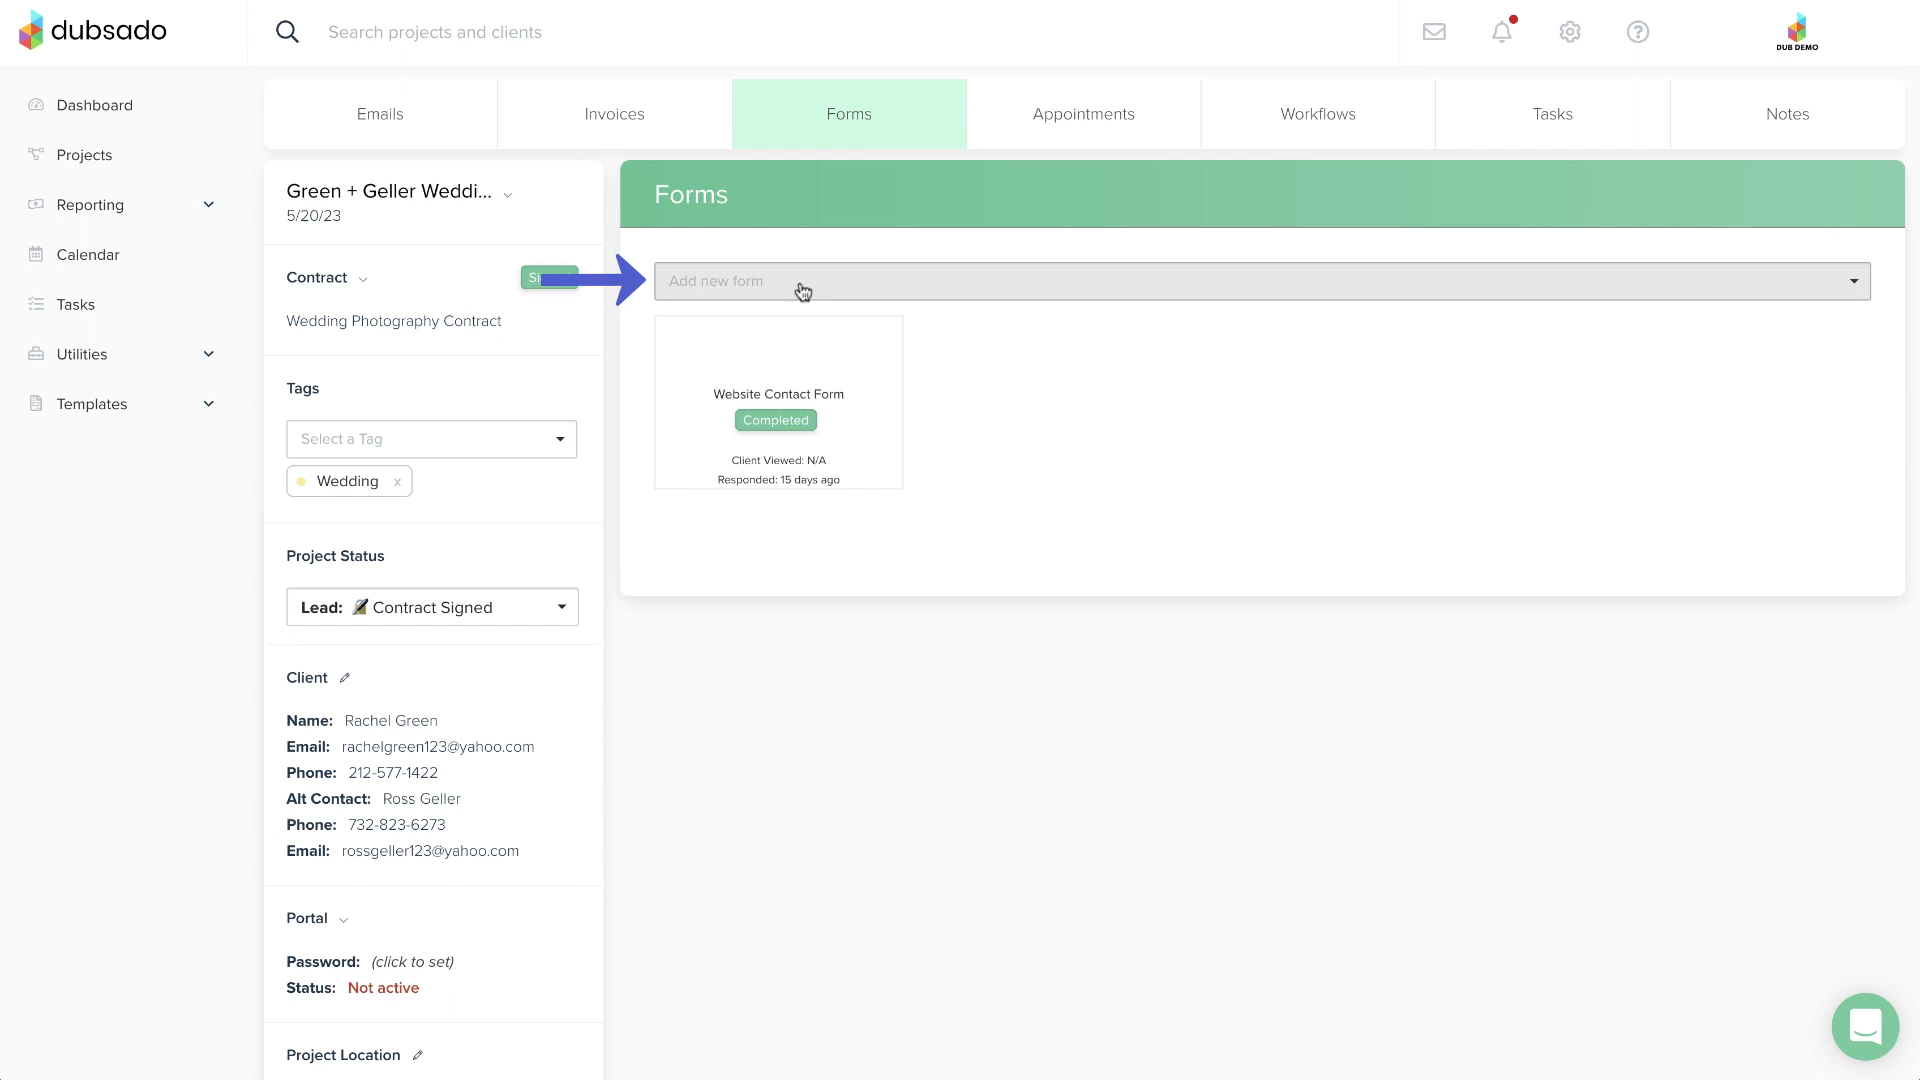 dubsado
Search projects and clients
DUB DEMO
Dashboard
Projects
Reporting
Calendar
Tasks
Utilities
Templates
Emails
Invoices
Forms
Appointments
Workflows
Tasks
Notes
Green + Geller Weddi...
5/20/23
Contract
Wedding Photography Contract
Tags
Select a Tag
Wedding x
Project Status
Lead: Contract Signed
Client
Name: Rachel Green
Email: rachelgreen123@yahoo.com
Phone: 212-577-1422
Alt Contact: Ross Geller
Phone: 732-823-6273
Email: rossgeller123@yahoo.com
Portal
Password: (click to set)
Status: Not active
Project Location
Forms
Add new form
Website Contact Form
Completed
Client Viewed: N/A
Responded: 15 days ago